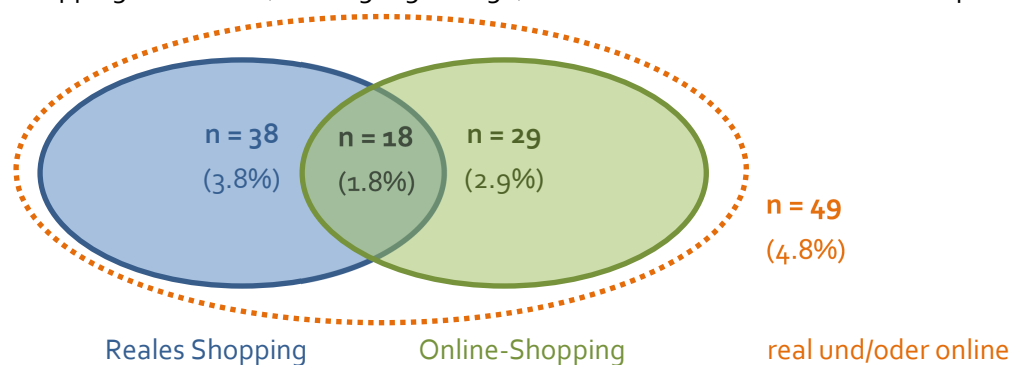 n = 38
(3.8%)
n = 18
(1.8%)
n = 29
(2.9%)
n = 49
(4.8%)
Reales Shopping
Online-Shopping
real und/oder online